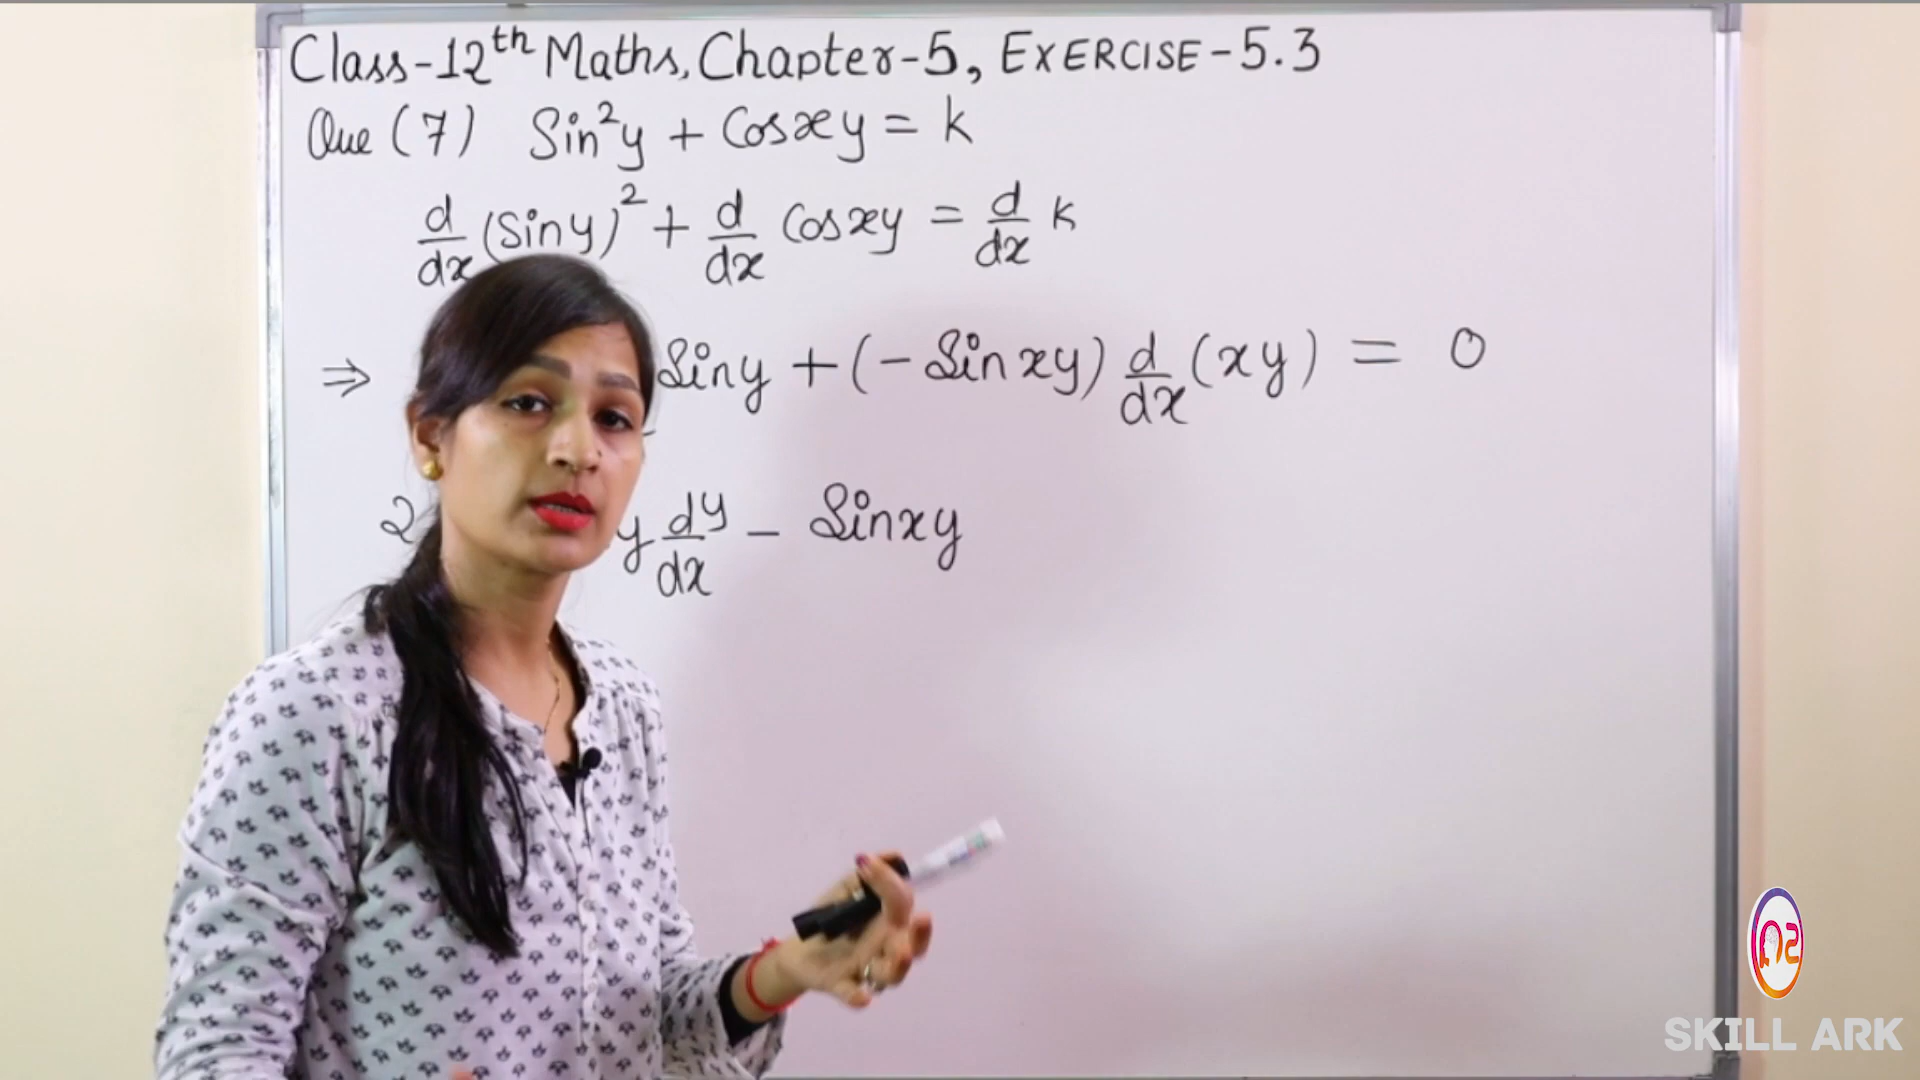 Class-12th Maths, Chapter-5, EXERCISE-5.3
Que (7) Sin²y + Cosxy = k
d/dx (Siny)² + d/dx Cosxy = d/dx k
⇒ Siny + (-Sinxy) d/dx (xy) = 0
2 y dy/dx - Sinxy
SKILL ARK